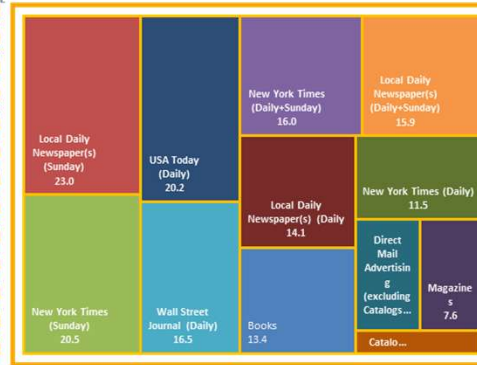 Local Daily
Newspaper(s)
(Sunday)
23.0
New York Times
(Sunday)
20.5
USA Today
(Daily)
20.2
Wall Street
Journal (Daily)
16.5
New York Times
(Daily+Sunday)
16.0
Local Daily
Newspaper(s)
(Daily+Sunday)
15.9
Local Daily
Newspaper(s) (Daily
14.1
Books
13.4
New York Times (Daily)
11.5
Direct
Mail
Advertisin
g
(excluding
Catalogs...
Magazine
s
7.6
Catalo...